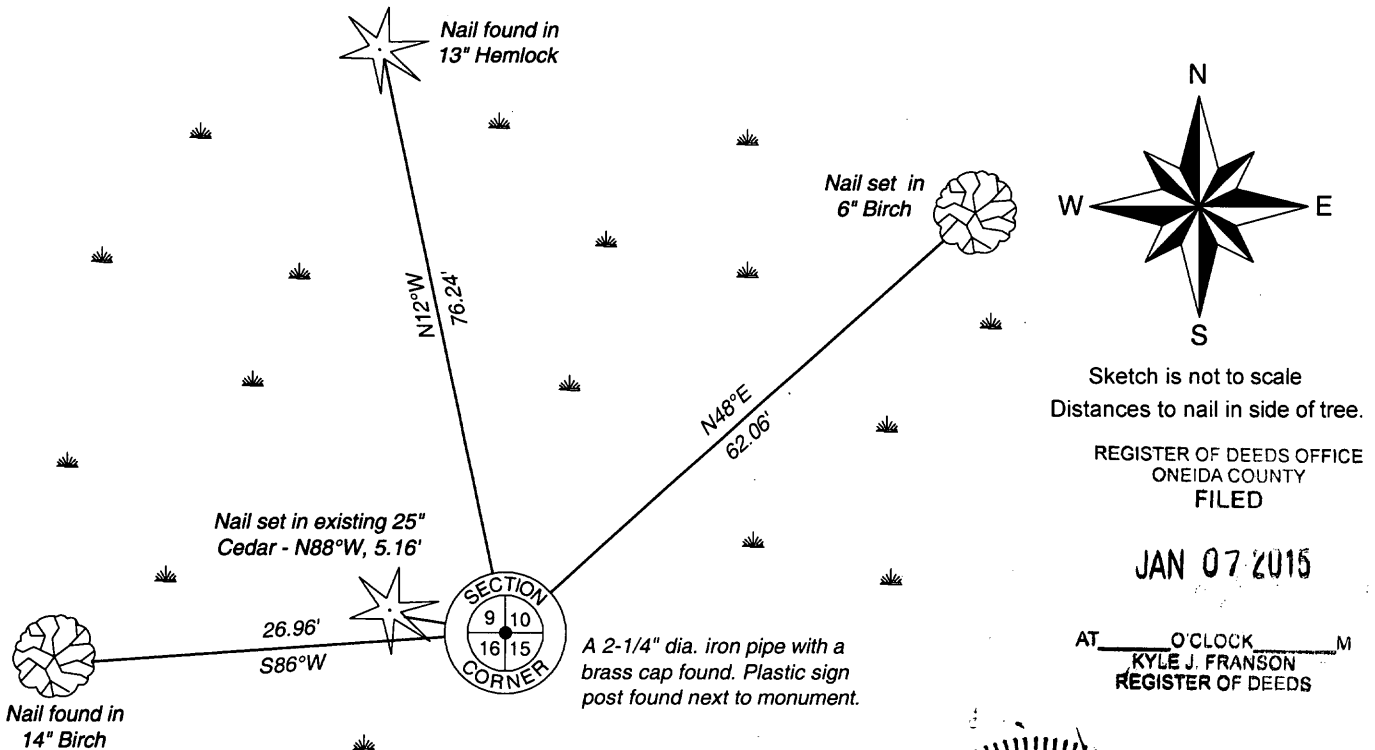 Nail found in
13" Hemlock
N
Nail set in
6" Birch
W
E
S
N12°W
76.24'
Sketch is not to scale
Distances to nail in side of tree.
N48°E
62.06'
REGISTER OF DEEDS OFFICE
ONEIDA COUNTY
FILED
Nail set in existing 25"
Cedar - N88°W, 5.16'
JAN 07 2015
SECTION
9 10
16 15
CORNER
26.96'
S86°W
A 2-1/4" dia. iron pipe with a
brass cap found. Plastic sign
post found next to monument.
AT______O'CLOCK______M
KYLE J. FRANSON
REGISTER OF DEEDS
Nail found in
14" Birch